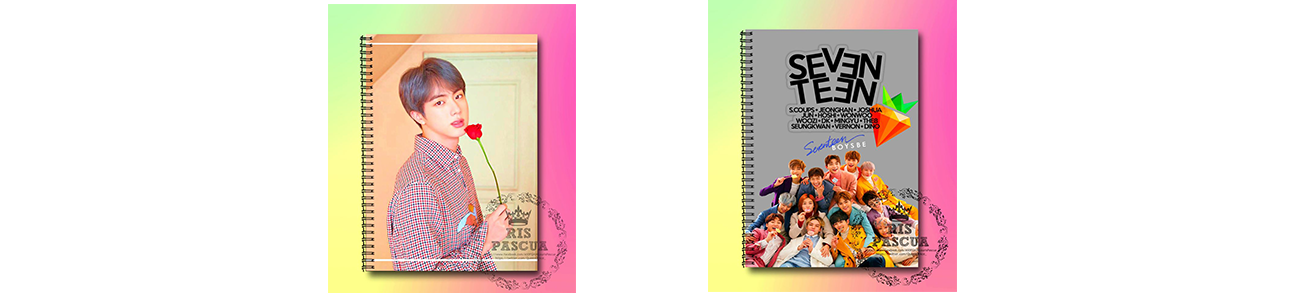 RIS
PASCUA
SEVEN
TEEN
S.COUPS • JEONGHAN • JOSHUA
JUN • HOSHI • WONWOO
WOOZI • DK • MINGYU • THE8
SEUNGKWAN • VERNON • DINO
Seventeen
BOYSBE
RIS
PASCUA